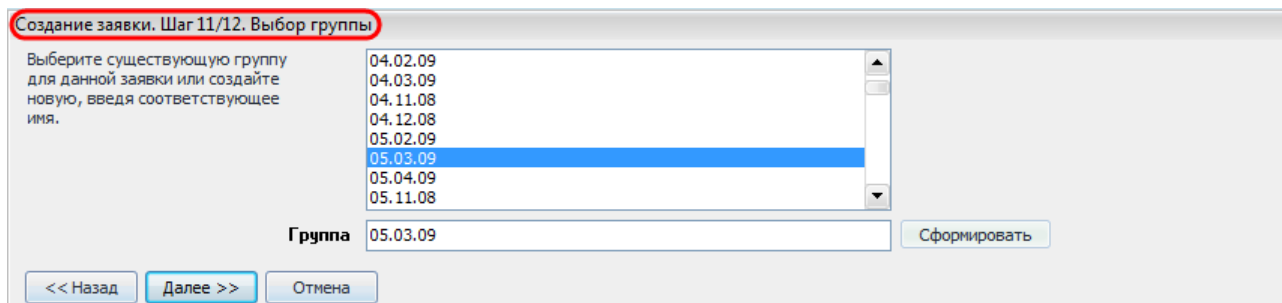 Создание заявки. Шаг 11/12. Выбор группы
Выберите существующую группу
для данной заявки или создайте
новую, введя соответствующее
имя.
04.02.09
04.03.09
04.11.08
04.12.08
05.02.09
05.03.09
05.04.09
05.11.08
Группа 05.03.09 Сформировать
<< Назад Далее >> Отмена